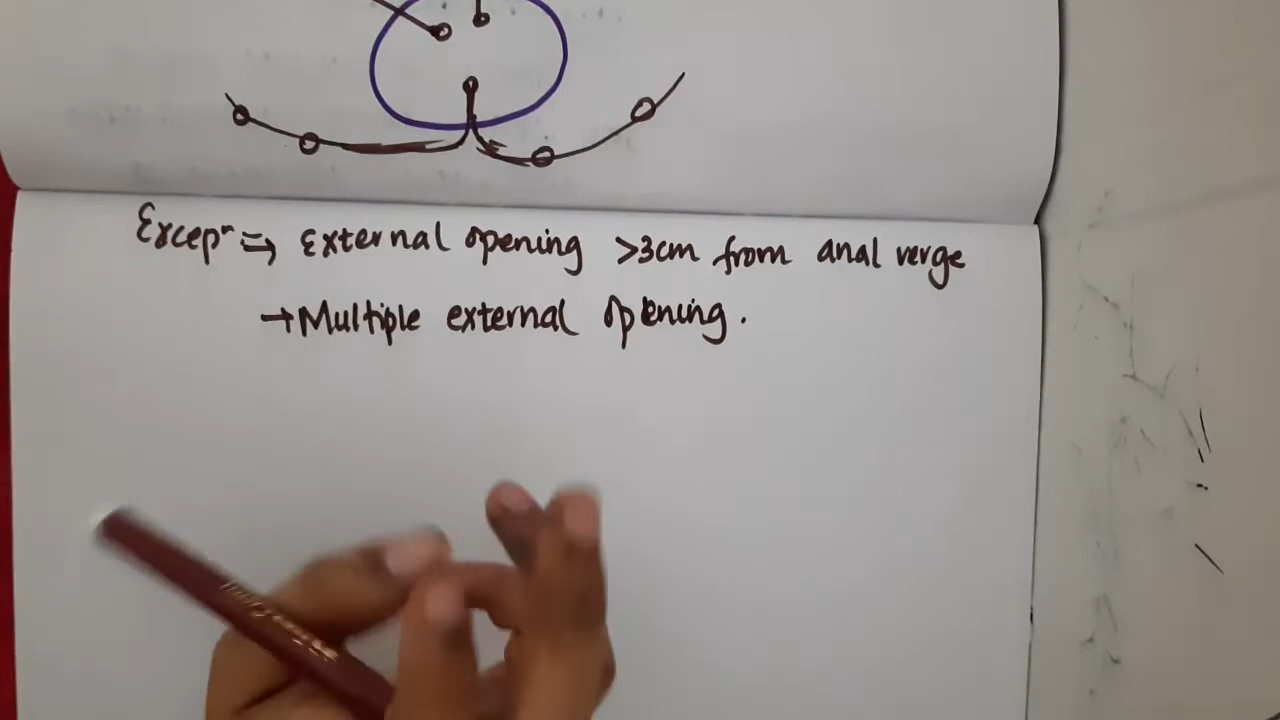 Excepⁿ ⇒ External opening >3cm from anal verge
→ Multiple external opening.